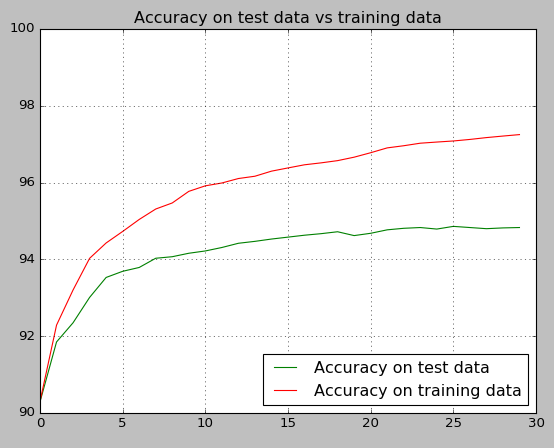 Accuracy on test data vs training data
100
98
96
94
92
90
0 5 10 15 20 25 30
Accuracy on test data
Accuracy on training data